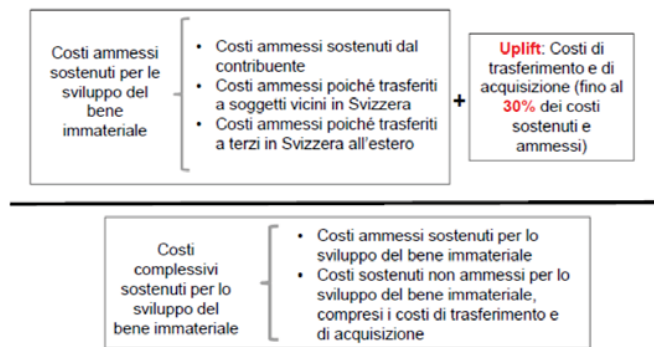 Costi ammessi
sostenuti per le
sviluppo del
bene
immateriale
• Costi ammessi sostenuti dal
contribuente
• Costi ammessi poiché trasferiti
a soggetti vicini in Svizzera
• Costi ammessi poiché trasferiti
a terzi in Svizzera all'estero
+
Uplift: Costi di
trasferimento e di
acquisizione (fino al
30% dei costi
sostenuti e
ammessi)
Costi
complessivi
sostenuti per lo
sviluppo del
bene immateriale
• Costi ammessi sostenuti per lo
sviluppo del bene immateriale
• Costi sostenuti non ammessi per lo
sviluppo del bene immateriale,
compresi i costi di trasferimento e
di acquisizione